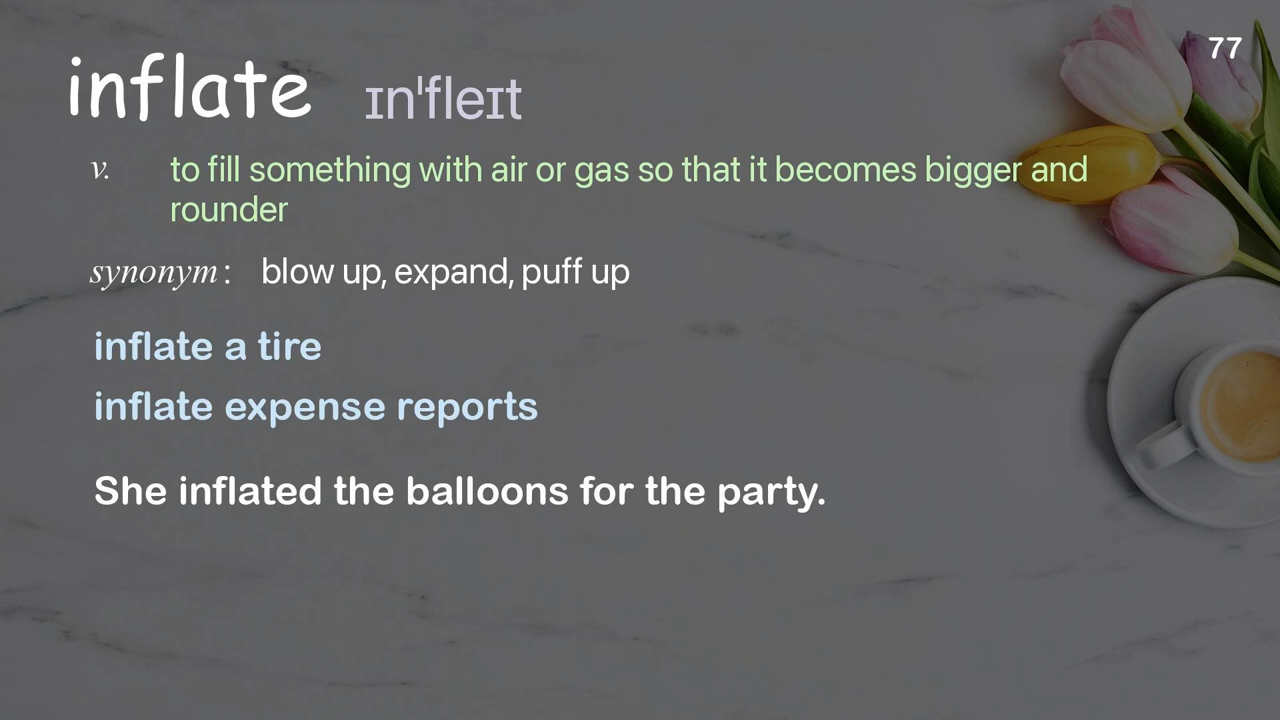 77
inflate ɪnˈfleɪt
v. to fill something with air or gas so that it becomes bigger and
rounder
synonym: blow up, expand, puff up
inflate a tire
inflate expense reports
She inflated the balloons for the party.